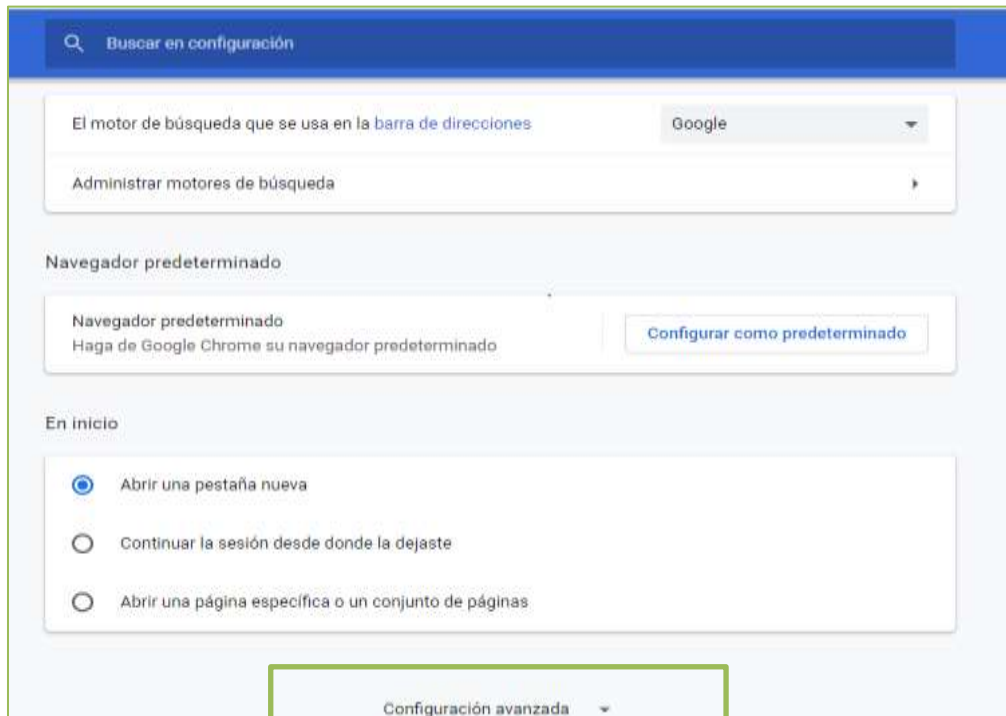 Buscar en configuración
El motor de búsqueda que se usa en la barra de direcciones
Google
Administrar motores de búsqueda
Navegador predeterminado
Navegador predeterminado
Haga de Google Chrome su navegador predeterminado
Configurar como predeterminado
En inicio
Abrir una pestaña nueva
Continuar la sesión desde donde la dejaste
Abrir una página específica o un conjunto de páginas
Configuración avanzada